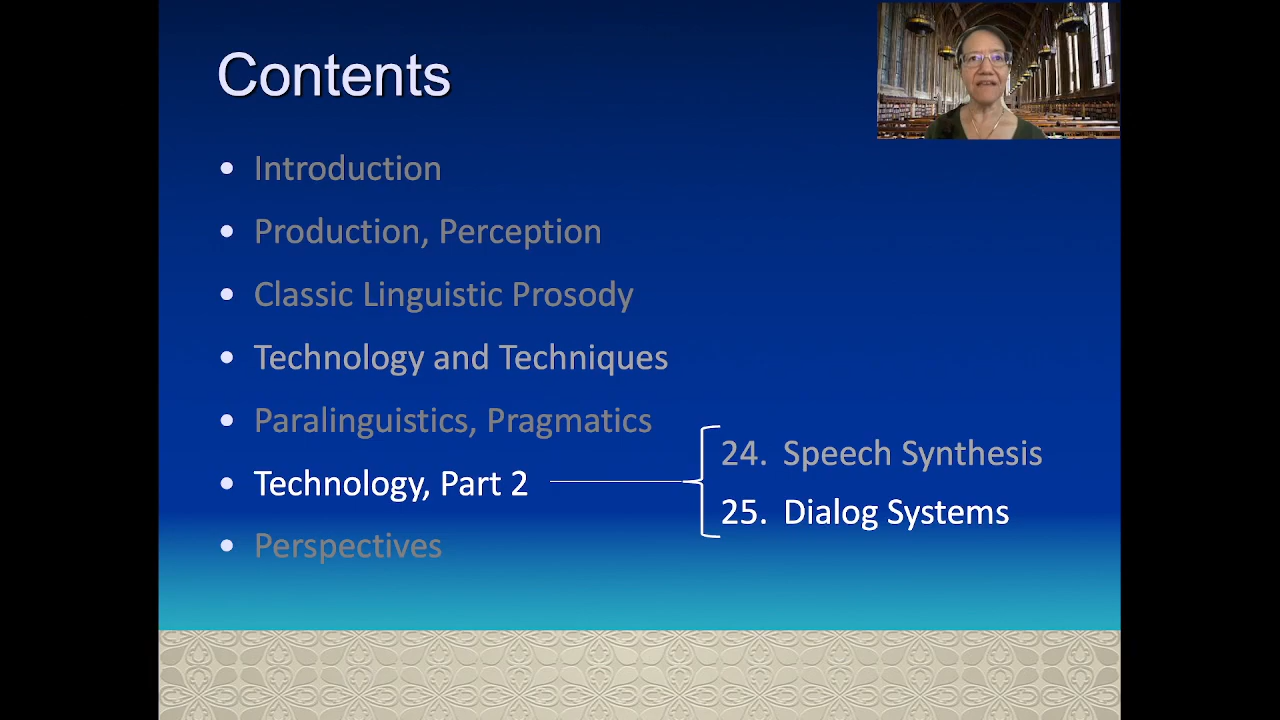 Contents
Introduction
Production, Perception
Classic Linguistic Prosody
Technology and Techniques
Paralinguistics, Pragmatics
Technology, Part 2
24. Speech Synthesis
25. Dialog Systems
Perspectives